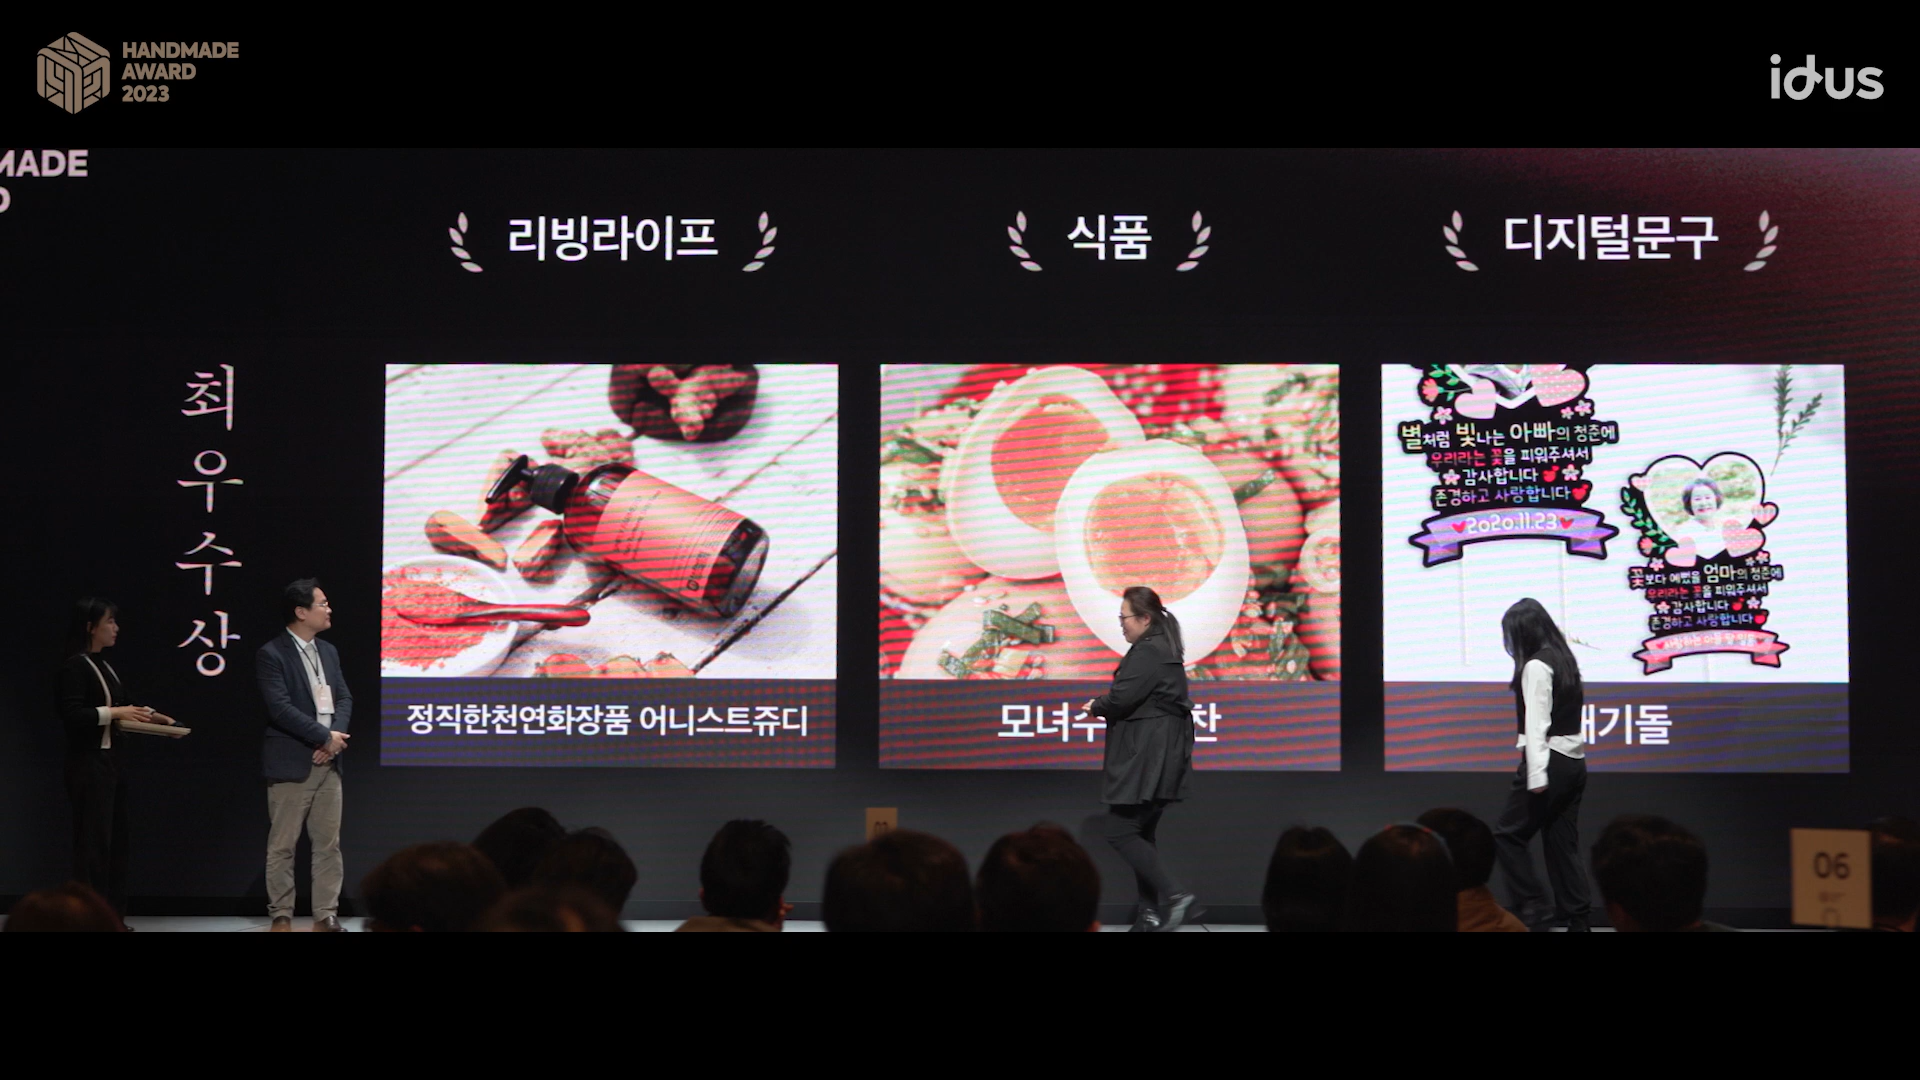 HANDMADE
AWARD
2023
idus
MADE
리빙라이프
식품
디지털문구
최우수상
별처럼 빛나는 아빠의 청춘에
우리라는 꽃을 피워주셔서
감사합니다
존경하고 사랑합니다
2020.11.23
꽃보다 예뻤을 엄마의 청춘에
우리라는 꽃을 피워주셔서
감사합니다
존경하고 사랑합니다
정직한천연화장품 어니스트쥬디
모녀수 찬
기돌
06